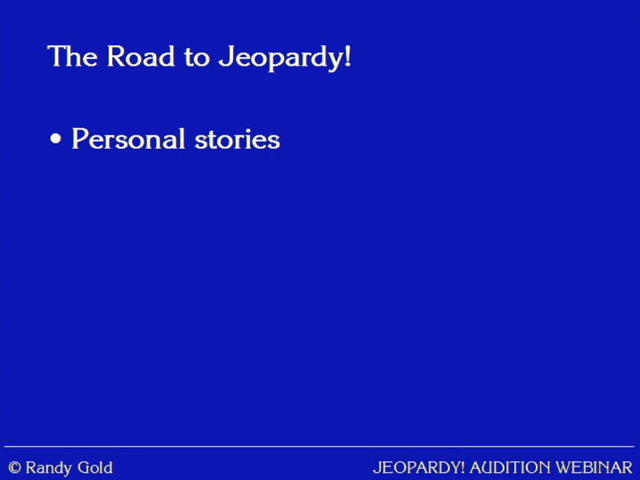 The Road to Jeopardy!
• Personal stories
© Randy Gold
JEOPARDY! AUDITION WEBINAR